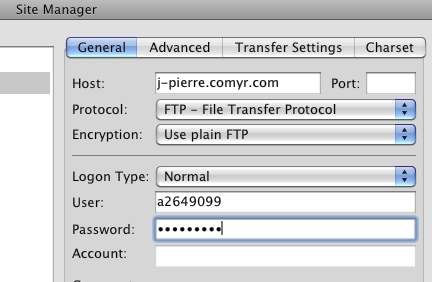 Site Manager
General Advanced Transfer Settings Charset
Host: j-pierre.comyr.com Port:
Protocol: FTP - File Transfer Protocol
Encryption: Use plain FTP
Logon Type: Normal
User: a2649099
Password: •••••••••
Account: